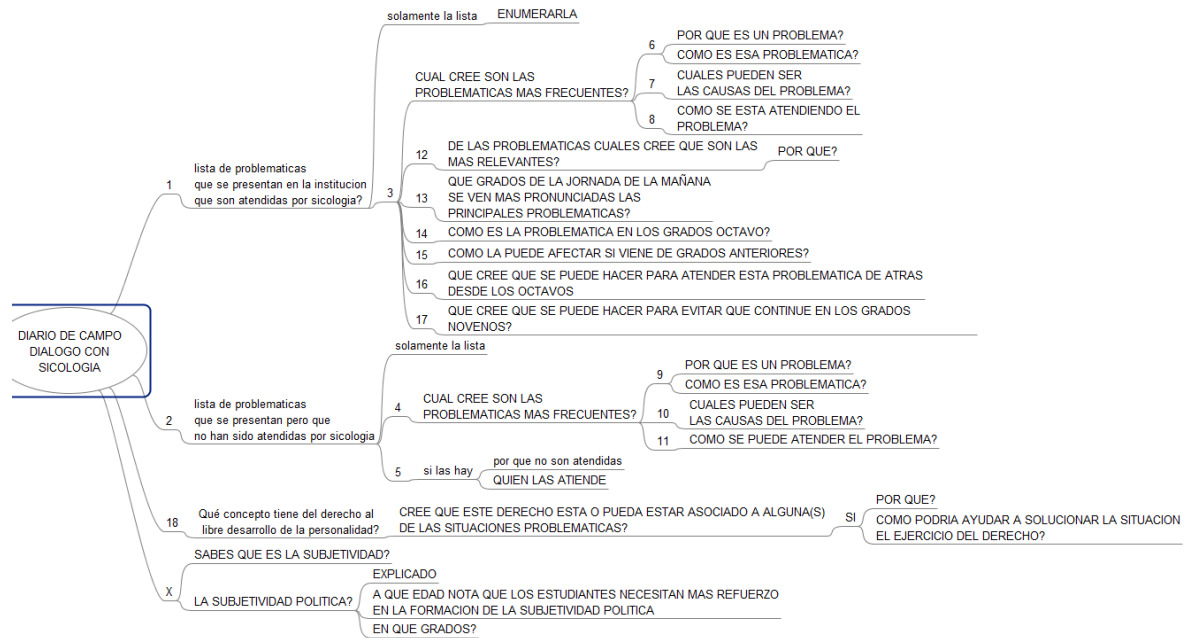 solamente la lista
ENUMERARLA
6
POR QUE ES UN PROBLEMA?
COMO ES ESA PROBLEMATICA?
CUAL CREE SON LAS
PROBLEMATICAS MAS FRECUENTES?
7
CUALES PUEDEN SER
LAS CAUSAS DEL PROBLEMA?
8
COMO SE ESTA ATENDIENDO EL
PROBLEMA?
12
DE LAS PROBLEMATICAS CUALES CREE QUE SON LAS
MAS RELEVANTES?
POR QUE?
1
lista de problematicas
que se presentan en la institucion
que son atendidas por sicologia?
3
13
QUE GRADOS DE LA JORNADA DE LA MAÑANA
SE VEN MAS PRONUNCIADAS LAS
PRINCIPALES PROBLEMATICAS?
14
COMO ES LA PROBLEMATICA EN LOS GRADOS OCTAVO?
15
COMO LA PUEDE AFECTAR SI VIENE DE GRADOS ANTERIORES?
16
QUE CREE QUE SE PUEDE HACER PARA ATENDER ESTA PROBLEMATICA DE ATRAS
DESDE LOS OCTAVOS
17
QUE CREE QUE SE PUEDE HACER PARA EVITAR QUE CONTINUE EN LOS GRADOS
NOVENOS?
DIARIO DE CAMPO
DIALOGO CON
SICOLOGIA
solamente la lista
2
lista de problematicas
que se presentan pero que
no han sido atendidas por sicologia
4
CUAL CREE SON LAS
PROBLEMATICAS MAS FRECUENTES?
9
POR QUE ES UN PROBLEMA?
COMO ES ESA PROBLEMATICA?
10
CUALES PUEDEN SER
LAS CAUSAS DEL PROBLEMA?
11
COMO SE PUEDE ATENDER EL PROBLEMA?
5
si las hay
por que no son atendidas
QUIEN LAS ATIENDE
18
Qué concepto tiene del derecho al
libre desarrollo de la personalidad?
CREE QUE ESTE DERECHO ESTA O PUEDA ESTAR ASOCIADO A ALGUNA(S)
DE LAS SITUACIONES PROBLEMATICAS?
SI
POR QUE?
COMO PODRIA AYUDAR A SOLUCIONAR LA SITUACION
EL EJERCICIO DEL DERECHO?
X
SABES QUE ES LA SUBJETIVIDAD?
LA SUBJETIVIDAD POLITICA?
EXPLICADO
A QUE EDAD NOTA QUE LOS ESTUDIANTES NECESITAN MAS REFUERZO
EN LA FORMACION DE LA SUBJETIVIDAD POLITICA
EN QUE GRADOS?